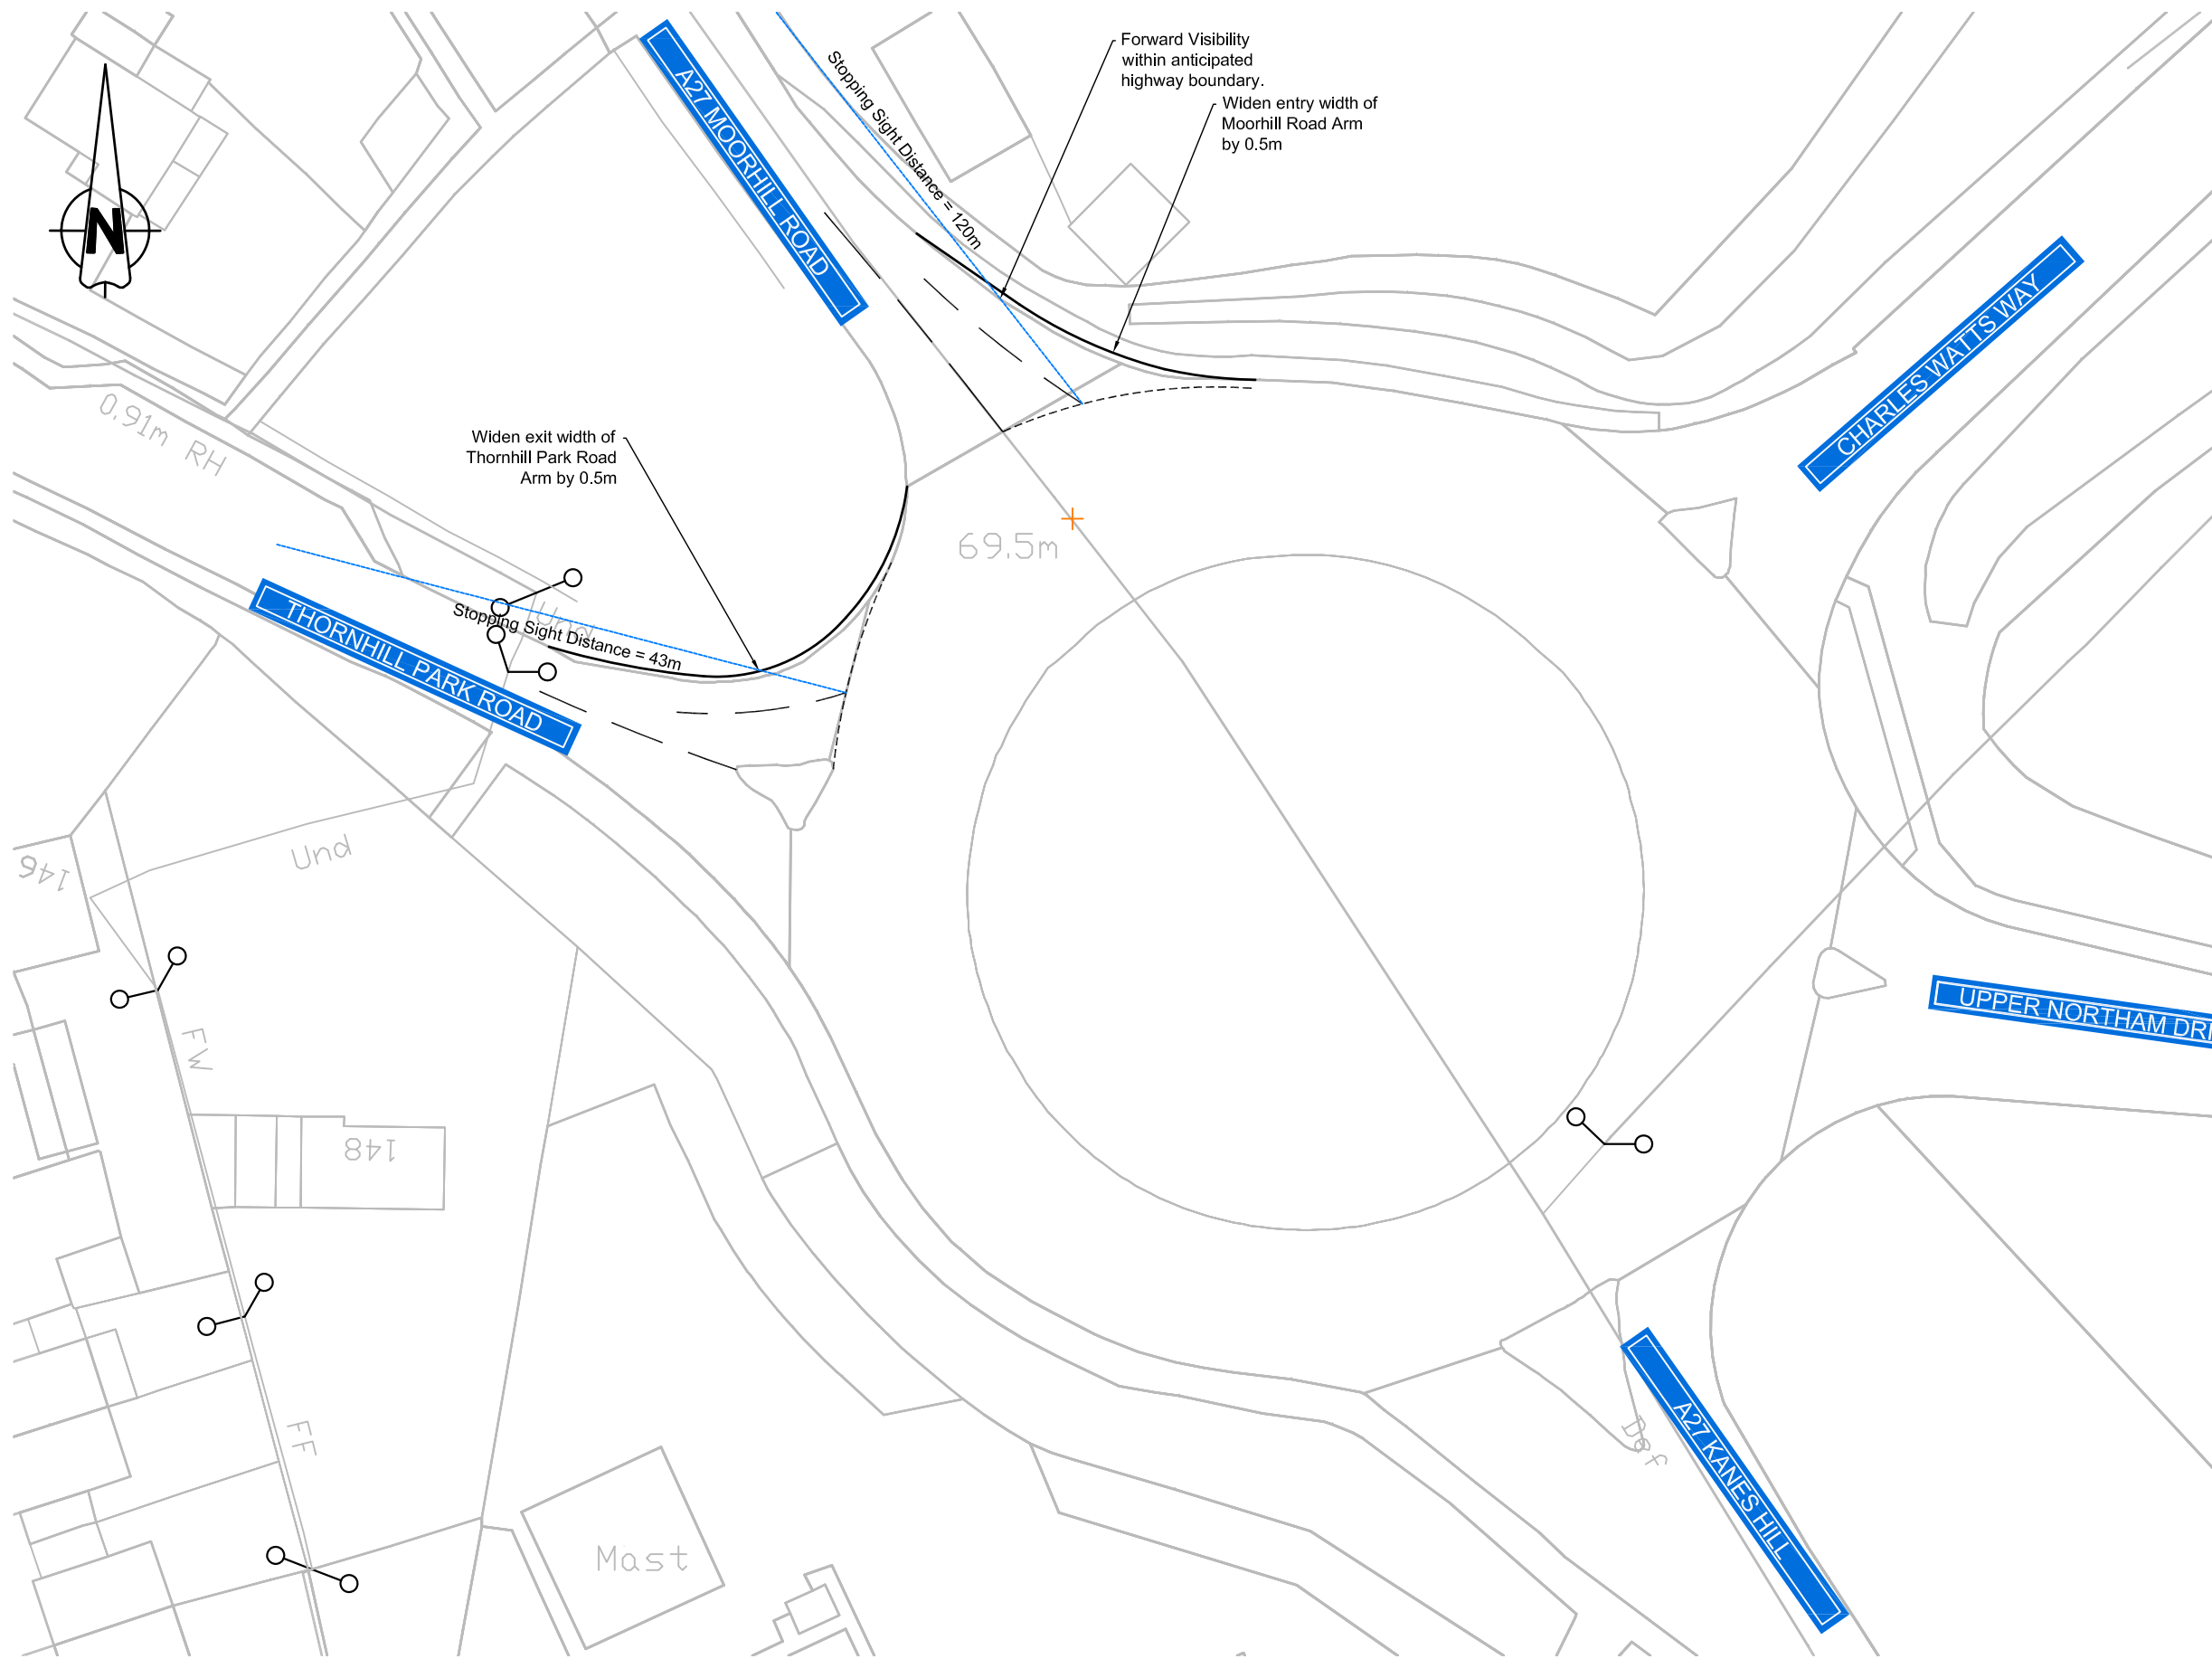 Forward Visibility
within anticipated
highway boundary.
Widen entry width of
Moorhill Road Arm
by 0.5m
Stopping Sight Distance = 120m
A27 MOORHILL ROAD
N
CHARLES WATTS WAY
0.91m RH
Widen exit width of
Thornhill Park Road
Arm by 0.5m
69.5m
Und
Stopping Sight Distance = 43m
THORNHILL PARK ROAD
Und
146
UPPER NORTHAM DRI
FW
148
Def
A27 KANES HILL
FF
Mast